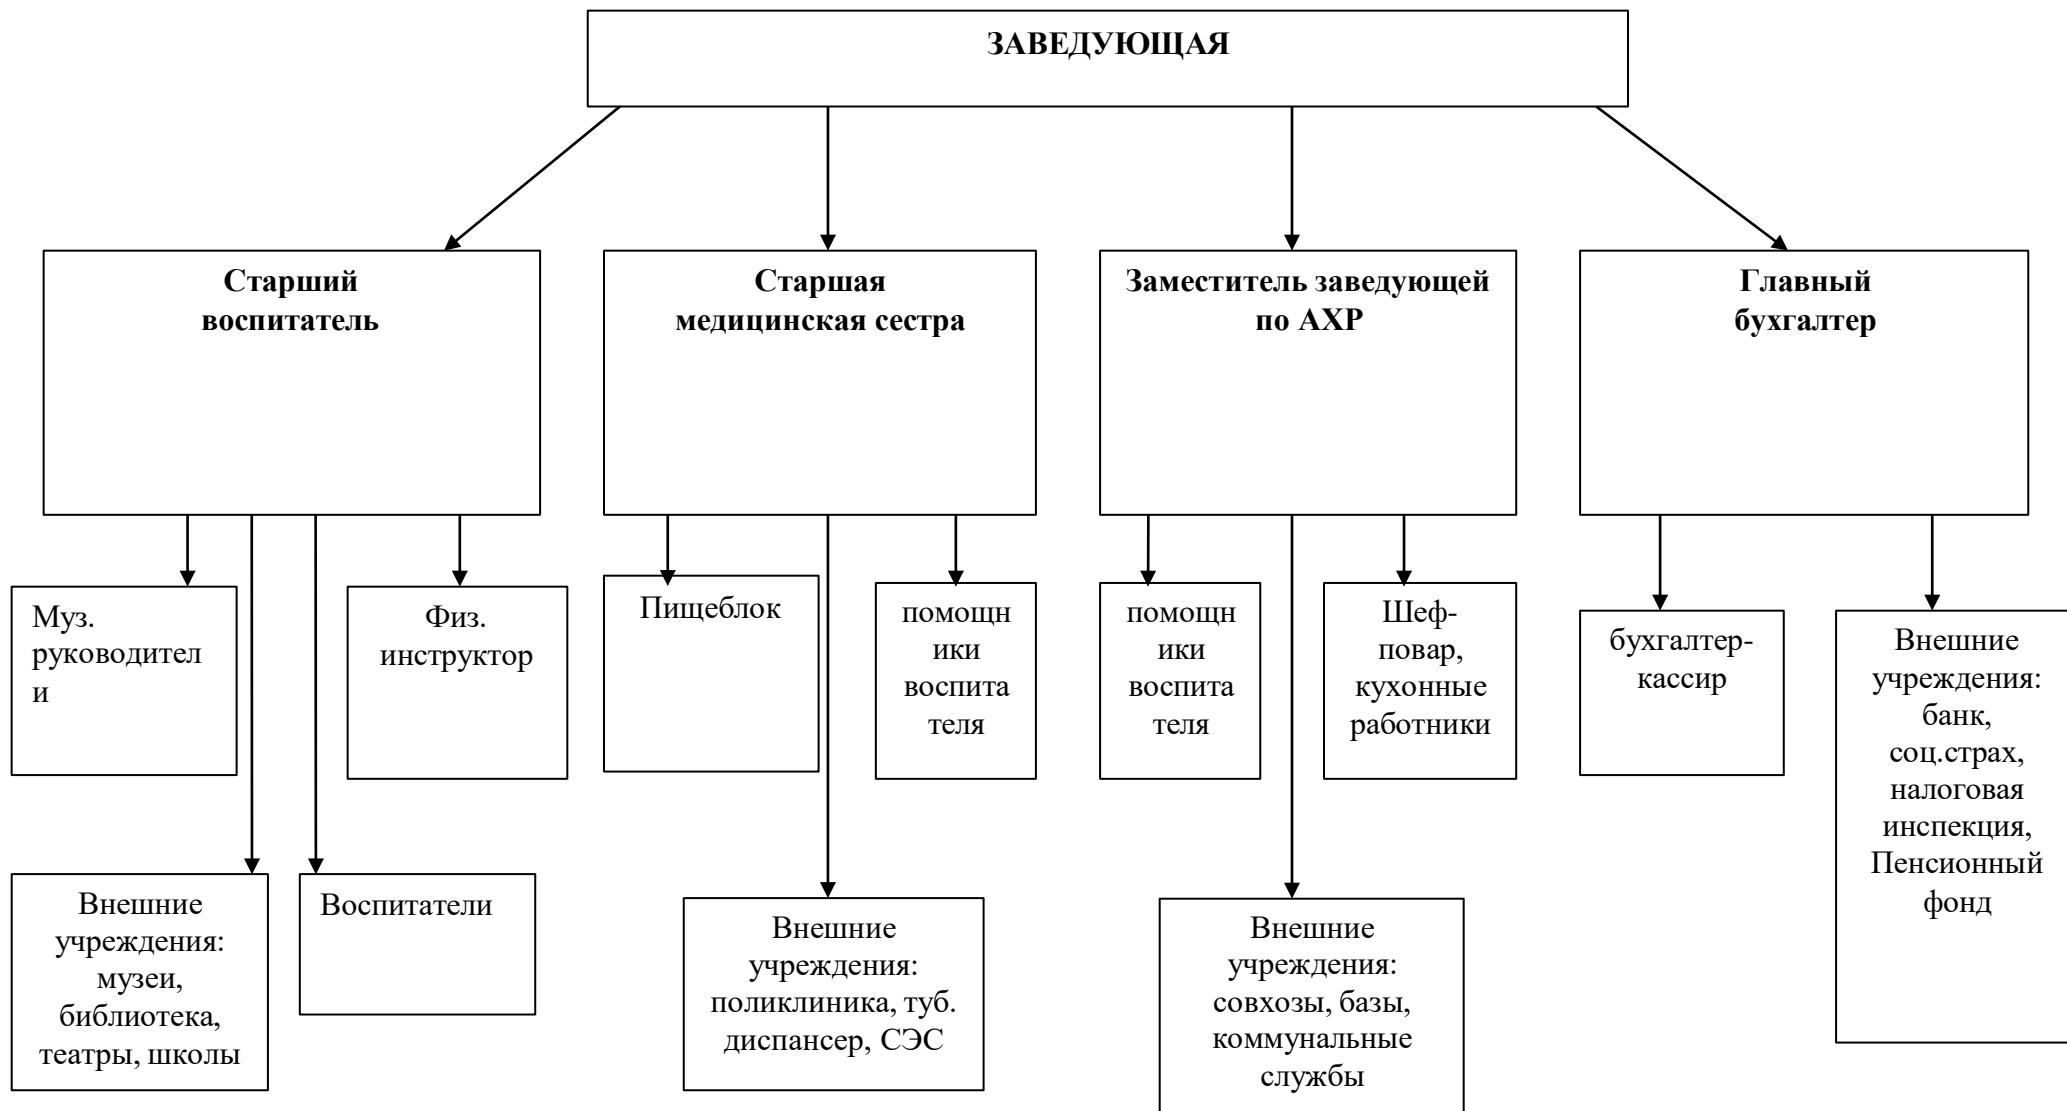 ЗАВЕДУЮЩАЯ
Старший
воспитатель
Старшая
медицинская сестра
Заместитель заведующей
по АХР
Главный
бухгалтер
Муз.
руководител
и
Физ.
инструктор
Пищеблок
помощн
ики
воспита
теля
помощн
ики
воспита
теля
Шеф-
повар,
кухонные
работники
бухгалтер-
кассир
Внешние
учреждения:
банк,
соц.страх,
налоговая
инспекция,
Пенсионный
фонд
Внешние
учреждения:
музеи,
библиотека,
театры, школы
Воспитатели
Внешние
учреждения:
поликлиника, туб.
диспансер, СЭС
Внешние
учреждения:
совхозы, базы,
коммунальные
службы